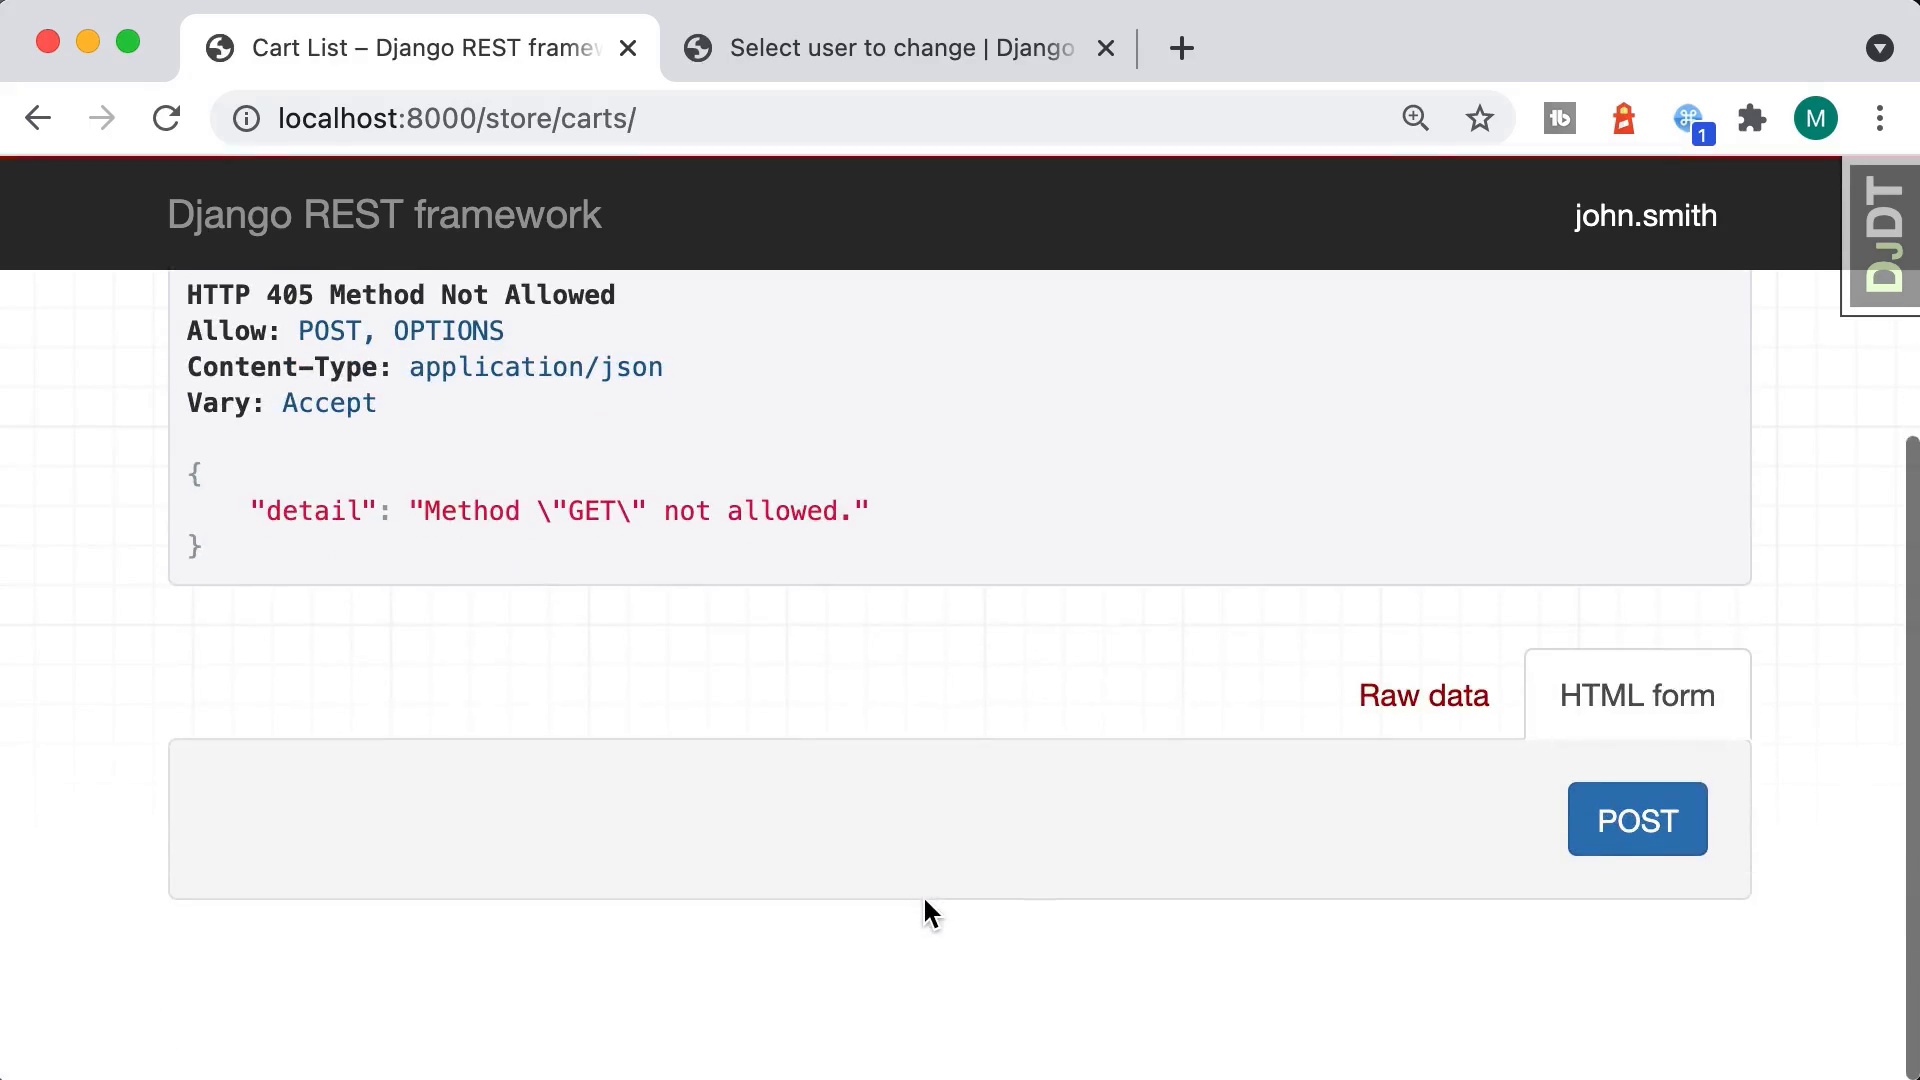 Cart List – Django REST framew
Select user to change | Django
localhost:8000/store/carts/
1
M
Django REST framework
john.smith
DJDT
HTTP 405 Method Not Allowed
Allow: POST, OPTIONS
Content-Type: application/json
Vary: Accept
{
"detail": "Method \"GET\" not allowed."
}
Raw data
HTML form
POST